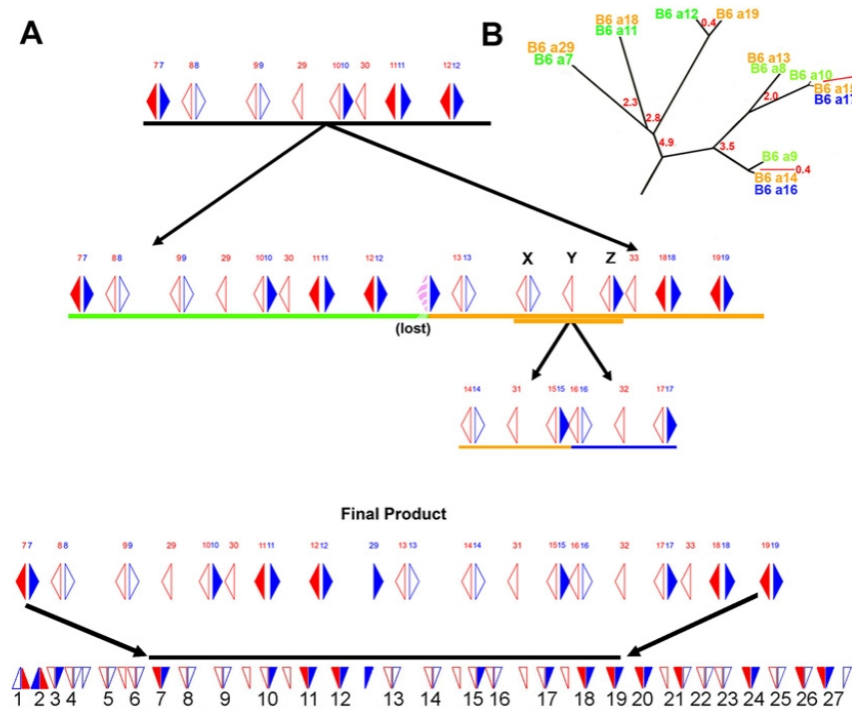 A
B
77 88 99 29 1010 30 1111 1212
B6 a29
B6 a7
B6 a18
B6 a11
B6 a12
B6 a19
0.4
B6 a13
B6 a8
B6 a10
B6 a15
B6 a17
2.3
2.8
2.0
4.9
3.5
B6 a9
0.4
B6 a14
B6 a16
77 88 99 29 1010 30 1111 1212 1313 X Y Z 33 1818 1919
(lost)
1414 31 1515 1616 32 1717
Final Product
77 88 99 29 1010 30 1111 1212 29 1313 1414 31 1515 1616 32 1717 33 1818 1919
1 2 3 4 5 6 7 8 9 10 11 12 13 14 15 16 17 18 19 20 21 22 23 24 25 26 27